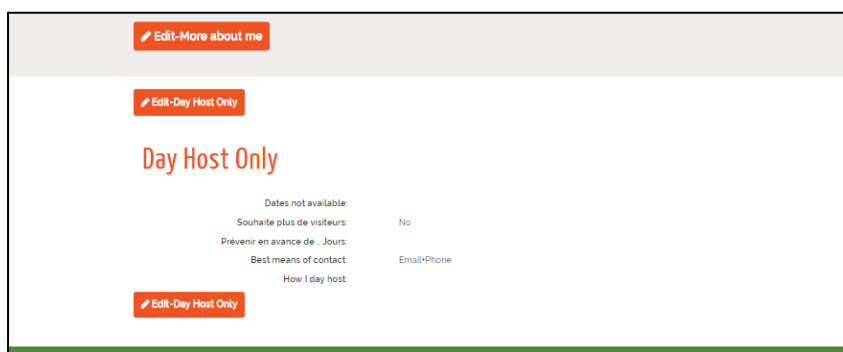 Edit-More about me
Edit-Day Host Only
Day Host Only
Dates not available:
Souhaite plus de visiteurs: No
Prévenir en avance de .. Jours:
Best means of contact: Email+Phone
How I day host:
Edit-Day Host Only